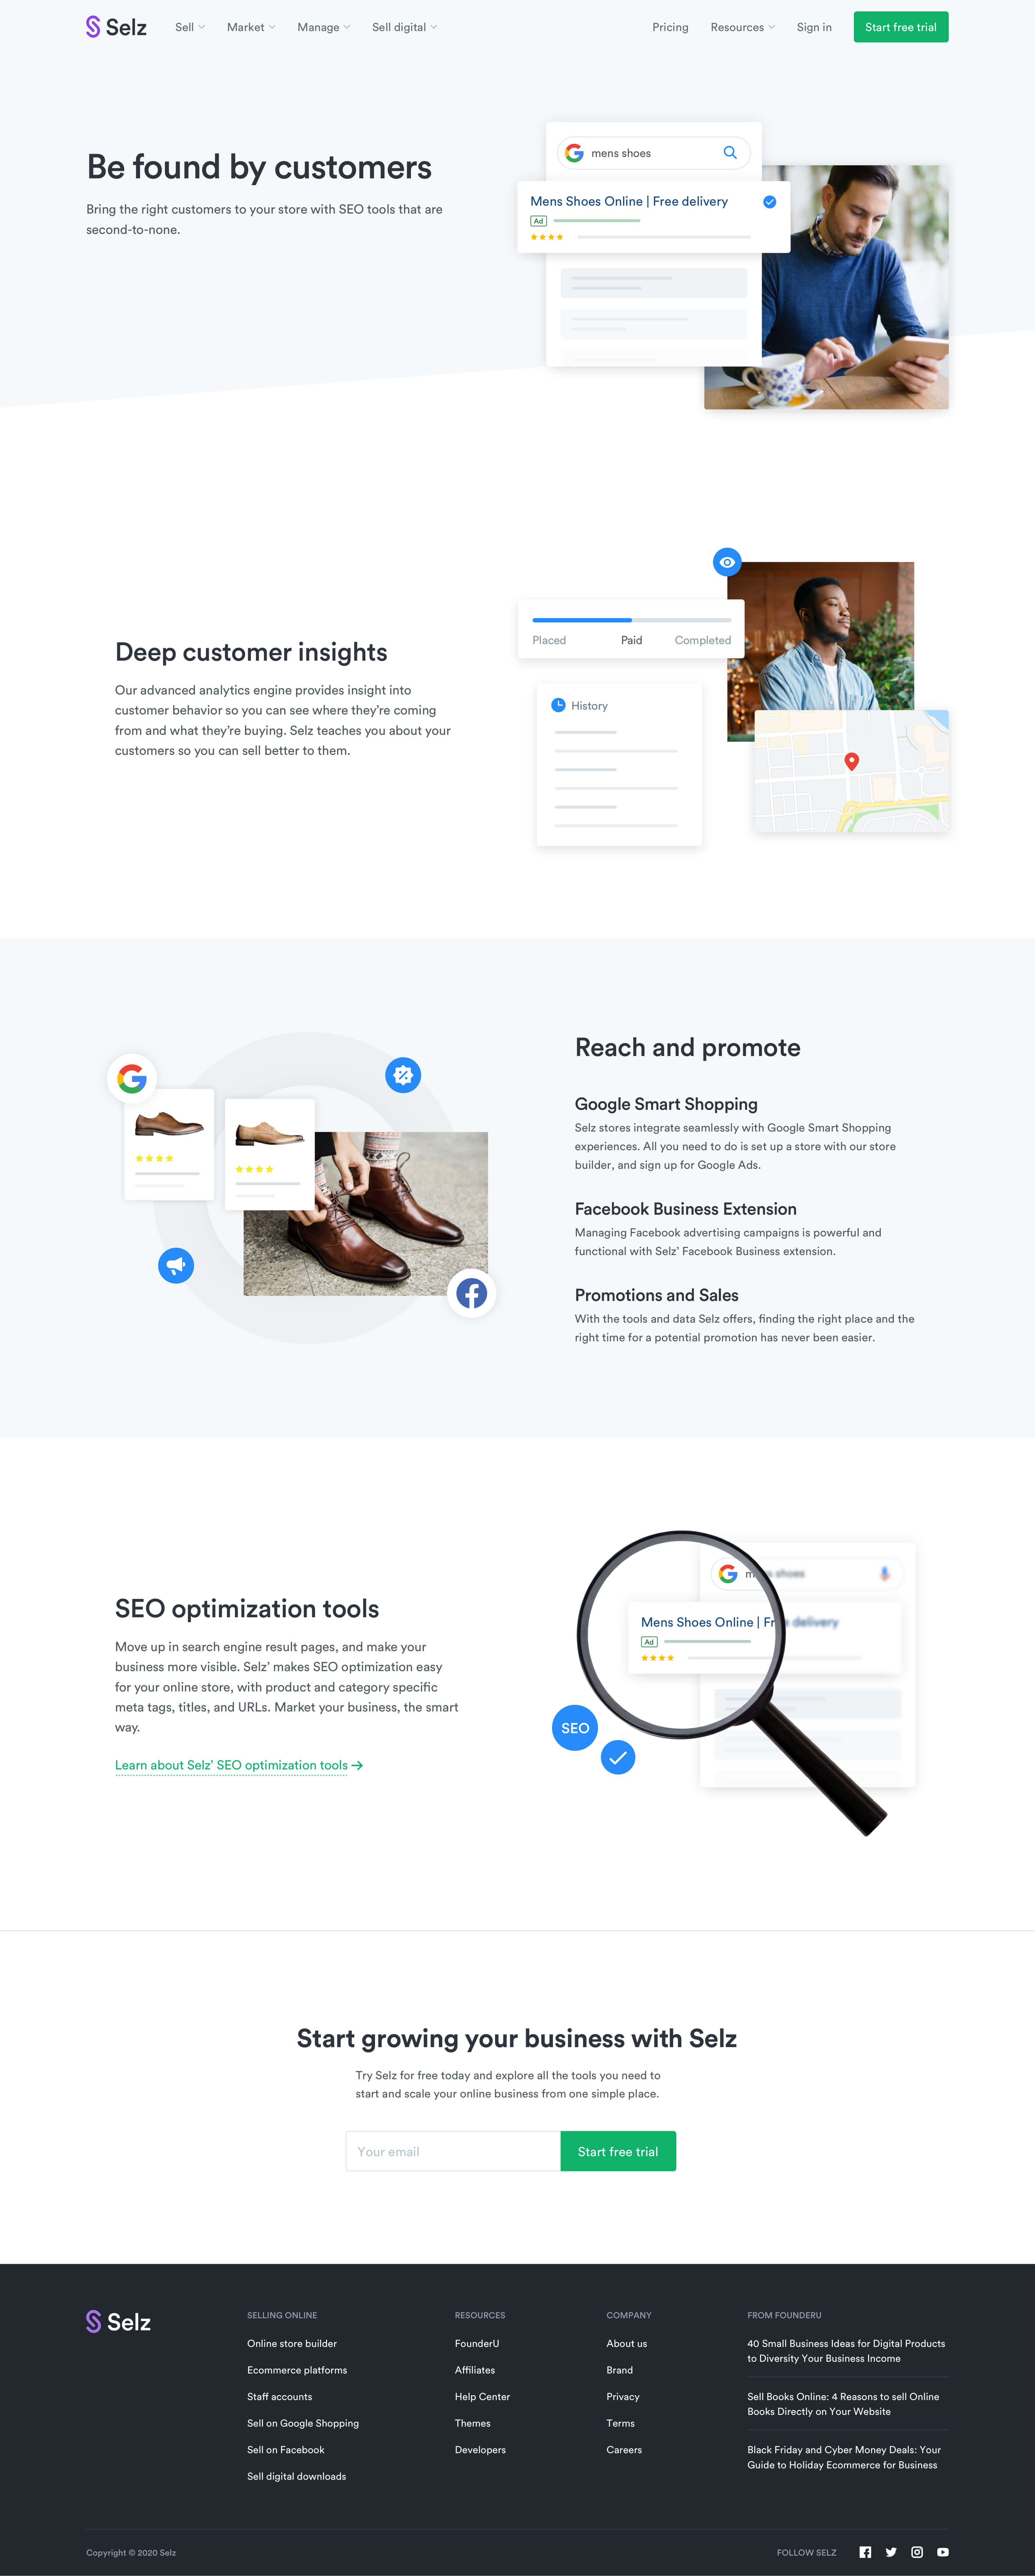 Selz
Sell
Market
Manage
Sell digital
Pricing
Resources
Sign in
Start free trial
Be found by customers
Bring the right customers to your store with SEO tools that are
second-to-none.
mens shoes
Mens Shoes Online | Free delivery
Ad
Placed
Paid
Completed
History
Deep customer insights
Our advanced analytics engine provides insight into
customer behavior so you can see where they’re coming
from and what they’re buying. Selz teaches you about your
customers so you can sell better to them.
Reach and promote
Google Smart Shopping
Selz stores integrate seamlessly with Google Smart Shopping
experiences. All you need to do is set up a store with our store
builder, and sign up for Google Ads.
Facebook Business Extension
Managing Facebook advertising campaigns is powerful and
functional with Selz’ Facebook Business extension.
Promotions and Sales
With the tools and data Selz offers, finding the right place and the
right time for a potential promotion has never been easier.
SEO optimization tools
Move up in search engine result pages, and make your
business more visible. Selz’ makes SEO optimization easy
for your online store, with product and category specific
meta tags, titles, and URLs. Market your business, the smart
way.
Learn about Selz’ SEO optimization tools
mens shoes
Mens Shoes Online | Free delivery
Ad
SEO
Start growing your business with Selz
Try Selz for free today and explore all the tools you need to
start and scale your online business from one simple place.
Your email
Start free trial
Selz
SELLING ONLINE
Online store builder
Ecommerce platforms
Staff accounts
Sell on Google Shopping
Sell on Facebook
Sell digital downloads
RESOURCES
FounderU
Affiliates
Help Center
Themes
Developers
COMPANY
About us
Brand
Privacy
Terms
Careers
FROM FOUNDERU
40 Small Business Ideas for Digital Products
to Diversity Your Business Income
Sell Books Online: 4 Reasons to sell Online
Books Directly on Your Website
Black Friday and Cyber Money Deals: Your
Guide to Holiday Ecommerce for Business
Copyright © 2020 Selz
FOLLOW SELZ